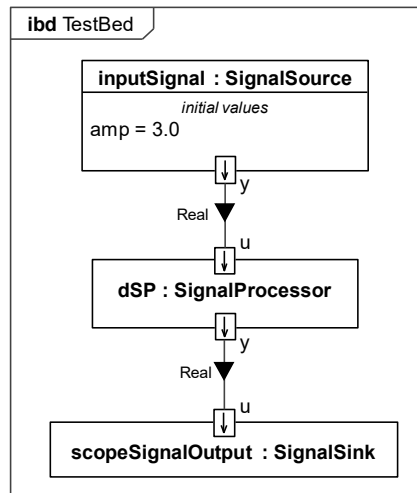 ibd TestBed
inputSignal : SignalSource
initial values
amp = 3.0
y
Real
u
dSP : SignalProcessor
y
Real
u
scopeSignalOutput : SignalSink